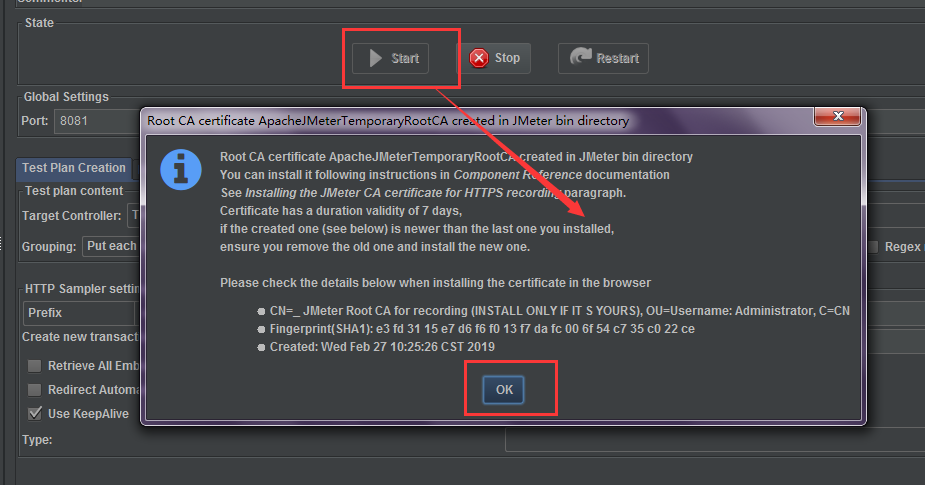 State
Start
Stop
Restart
Global Settings
Port: 8081
Root CA certificate ApacheJMeterTemporaryRootCA created in JMeter bin directory
Root CA certificate ApacheJMeterTemporaryRootCA created in JMeter bin directory
You can install it following instructions in Component Reference documentation
See Installing the JMeter CA certificate for HTTPS recording paragraph.
Certificate has a duration validity of 7 days,
if the created one (see below) is newer than the last one you installed,
ensure you remove the old one and install the new one.
Please check the details below when installing the certificate in the browser
CN=_ JMeter Root CA for recording (INSTALL ONLY IF IT S YOURS), OU=Username: Administrator, C=CN
Fingerprint(SHA1): e3 fd 31 15 e7 d6 f6 f0 13 f7 da fc 00 6f 54 c7 35 c0 22 ce
Created: Wed Feb 27 10:25:26 CST 2019
OK
Test Plan Creation
Test plan content
Target Controller:
Grouping: Put each
Regex
HTTP Sampler
Prefix
Create new
Retrieve All
Redirect
Use KeepAlive
Type: